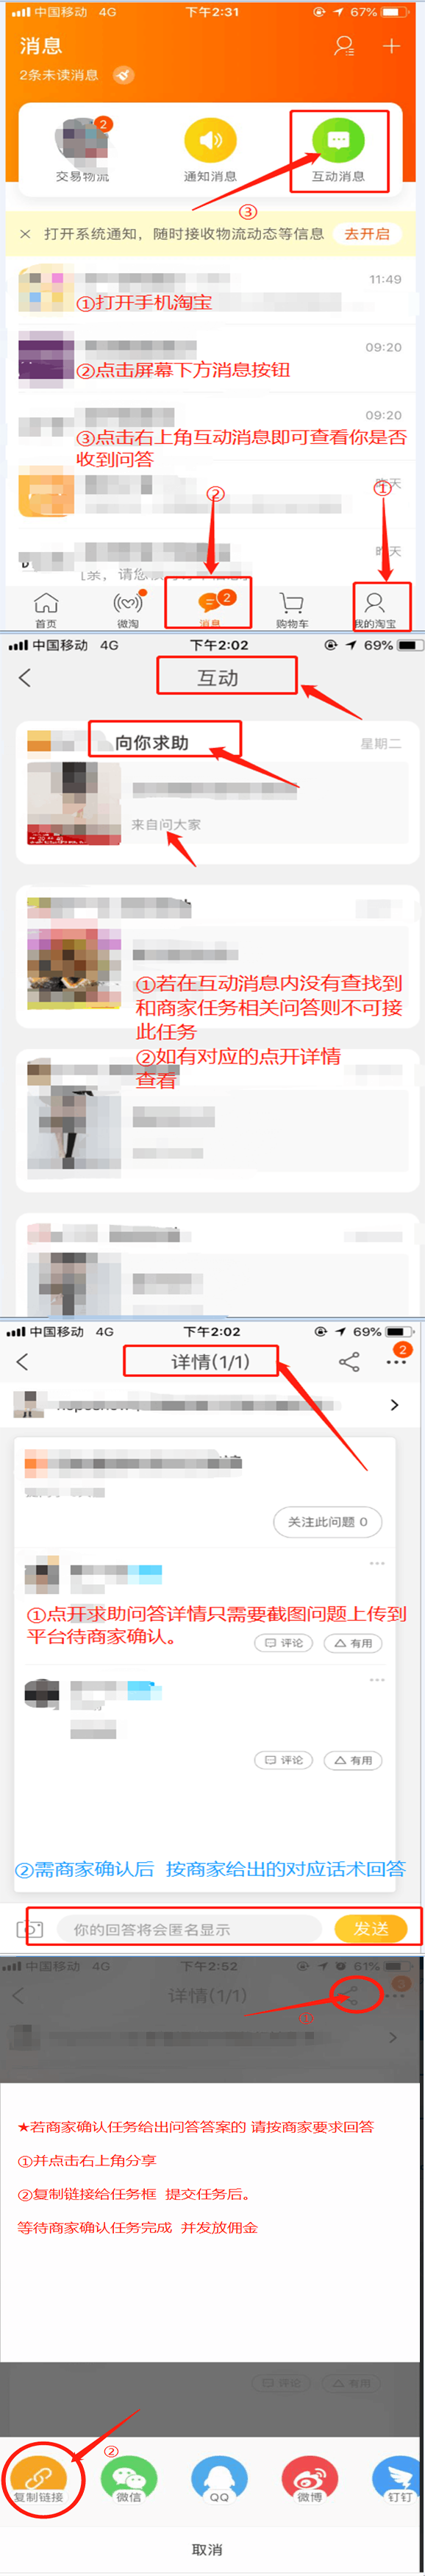 中国移动 4G 下午2:31 67%
消息
2条未读消息
2
交易物流 通知消息 互动消息
③
× 打开系统通知，随时接收物流动态等信息 去开启
11:49
①打开手机淘宝
09:20
②点击屏幕下方消息按钮
09:20
③点击右上角互动消息即可查看你是否
收到问答
② ①
昨天
昨天
2
首页 微淘 消息 购物车 我的淘宝
中国移动 4G 下午2:02 69%
互动
向你求助 星期二
来自问大家
①若在互动消息内没有查找到
和商家任务相关问答则不可接
此任务
②如有对应的点开详情
查看
中国移动 4G 下午2:02 69%
详情(1/1) 2
关注此问题 0
①点开求助问答详情只需要截图问题上传到
平台待商家确认。
评论 有用
评论 有用
②需商家确认后 按商家给出的对应话术回答
你的回答将会匿名显示 发送
中国移动 4G 下午2:52 61%
详情(1/1)
★若商家确认任务给出问答答案的 请按商家要求回答
①并点击右上角分享
②复制链接给任务框 提交任务后。
等待商家确认任务完成 并发放佣金
评论 有用
②
复制链接 微信 QQ 微博 钉钉
取消